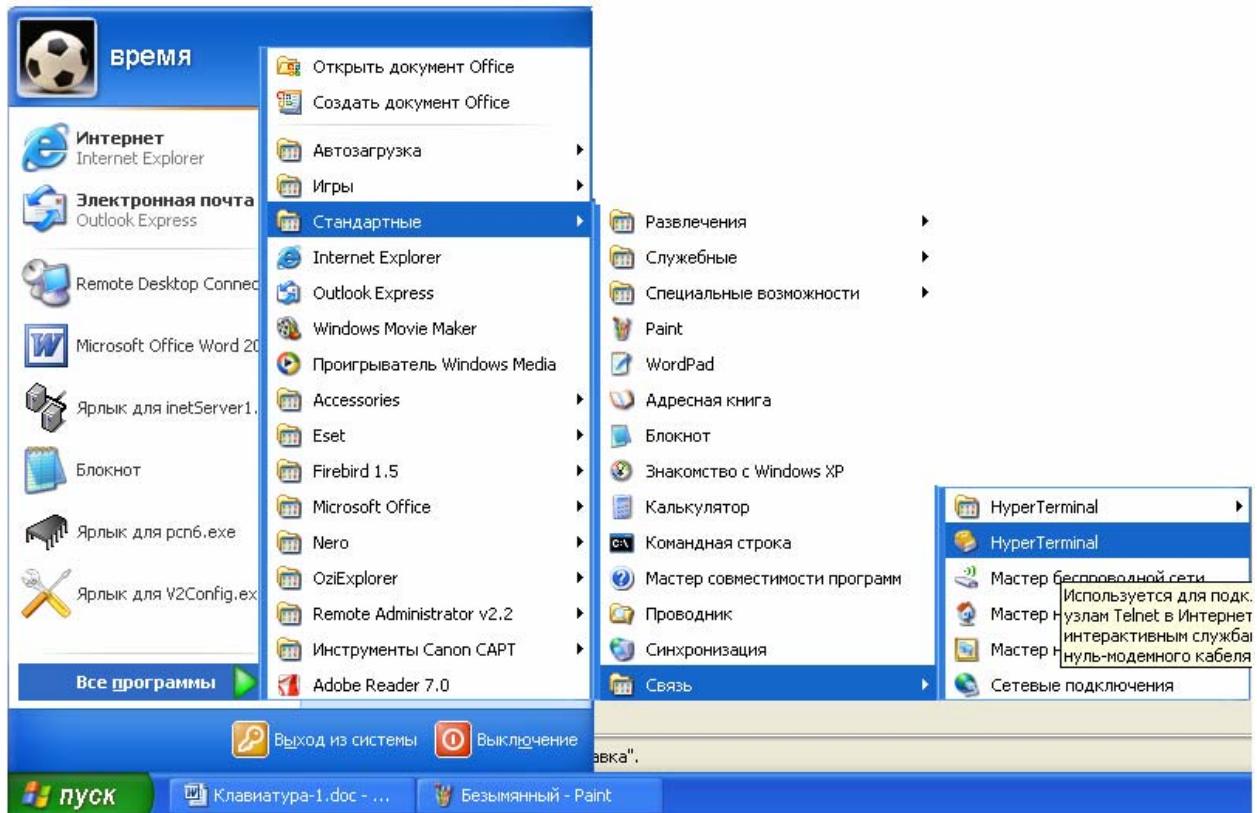 время
Интернет
Internet Explorer
Электронная почта
Outlook Express
Remote Desktop Connec
Microsoft Office Word 20
Ярлык для inetServer1.
Блокнот
Ярлык для pcn6.exe
Ярлык для V2Config.ex
Все программы
Открыть документ Office
Создать документ Office
Автозагрузка
Игры
Стандартные
Internet Explorer
Outlook Express
Windows Movie Maker
Проигрыватель Windows Media
Accessories
Eset
Firebird 1.5
Microsoft Office
Nero
OziExplorer
Remote Administrator v2.2
Инструменты Canon CAPT
Adobe Reader 7.0
Развлечения
Служебные
Специальные возможности
Paint
WordPad
Адресная книга
Блокнот
Знакомство с Windows XP
Калькулятор
Командная строка
Мастер совместимости программ
Проводник
Синхронизация
Связь
HyperTerminal
HyperTerminal
Мастер беспроводной сети
Мастер н
Мастер н
Сетевые подключения
Используется для подк.
узлам Telnet в Интернет
интерактивным служба
нуль-модемного кабеля
Выход из системы
Выключение
авка".
пуск
Клавиатура-1.doc - ...
Безымянный - Paint